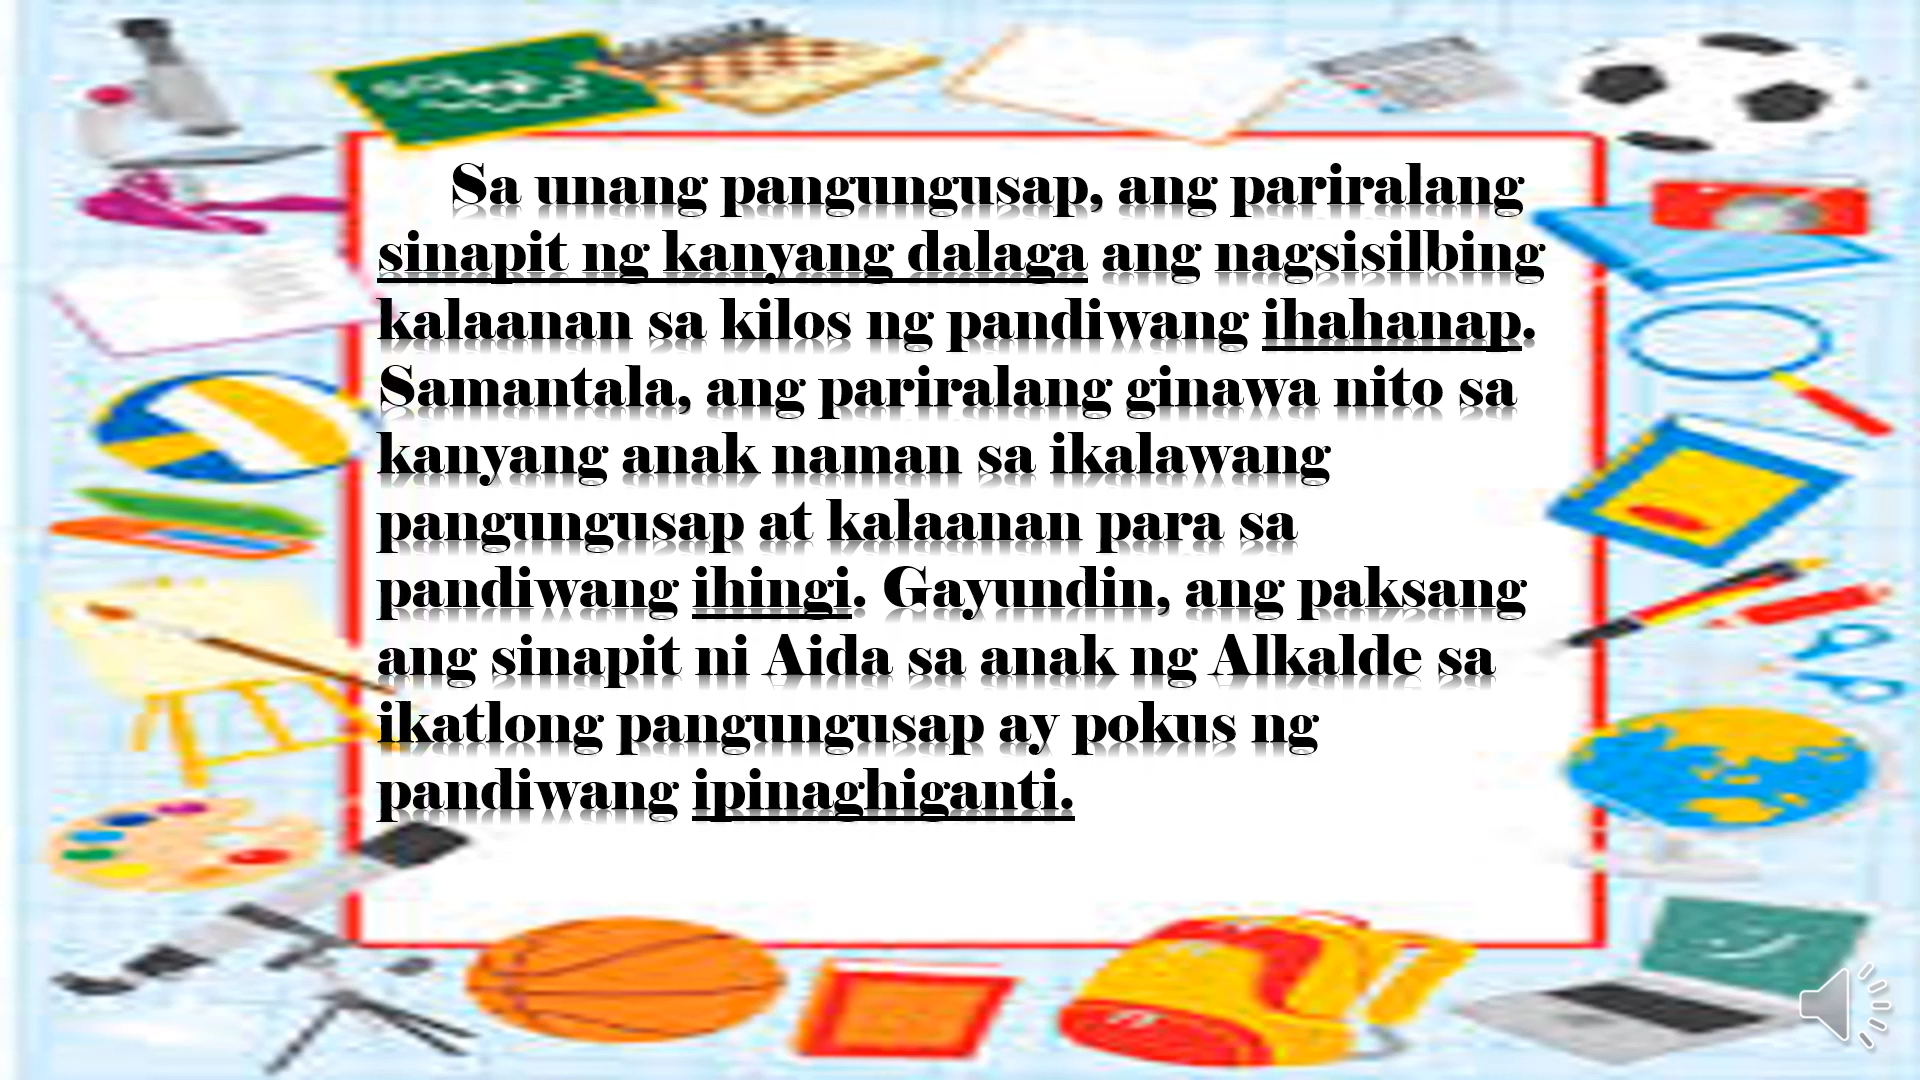 Sa unang pangungusap, ang pariralang
sinapit ng kanyang dalaga ang nagsisilbing
kalaanan sa kilos ng pandiwang ihahanap.
Samantala, ang pariralang ginawa nito sa
kanyang anak naman sa ikalawang
pangungusap at kalaanan para sa
pandiwang ihingi. Gayundin, ang paksang
ang sinapit ni Aida sa anak ng Alkalde sa
ikatlong pangungusap ay pokus ng
pandiwang ipinaghiganti.